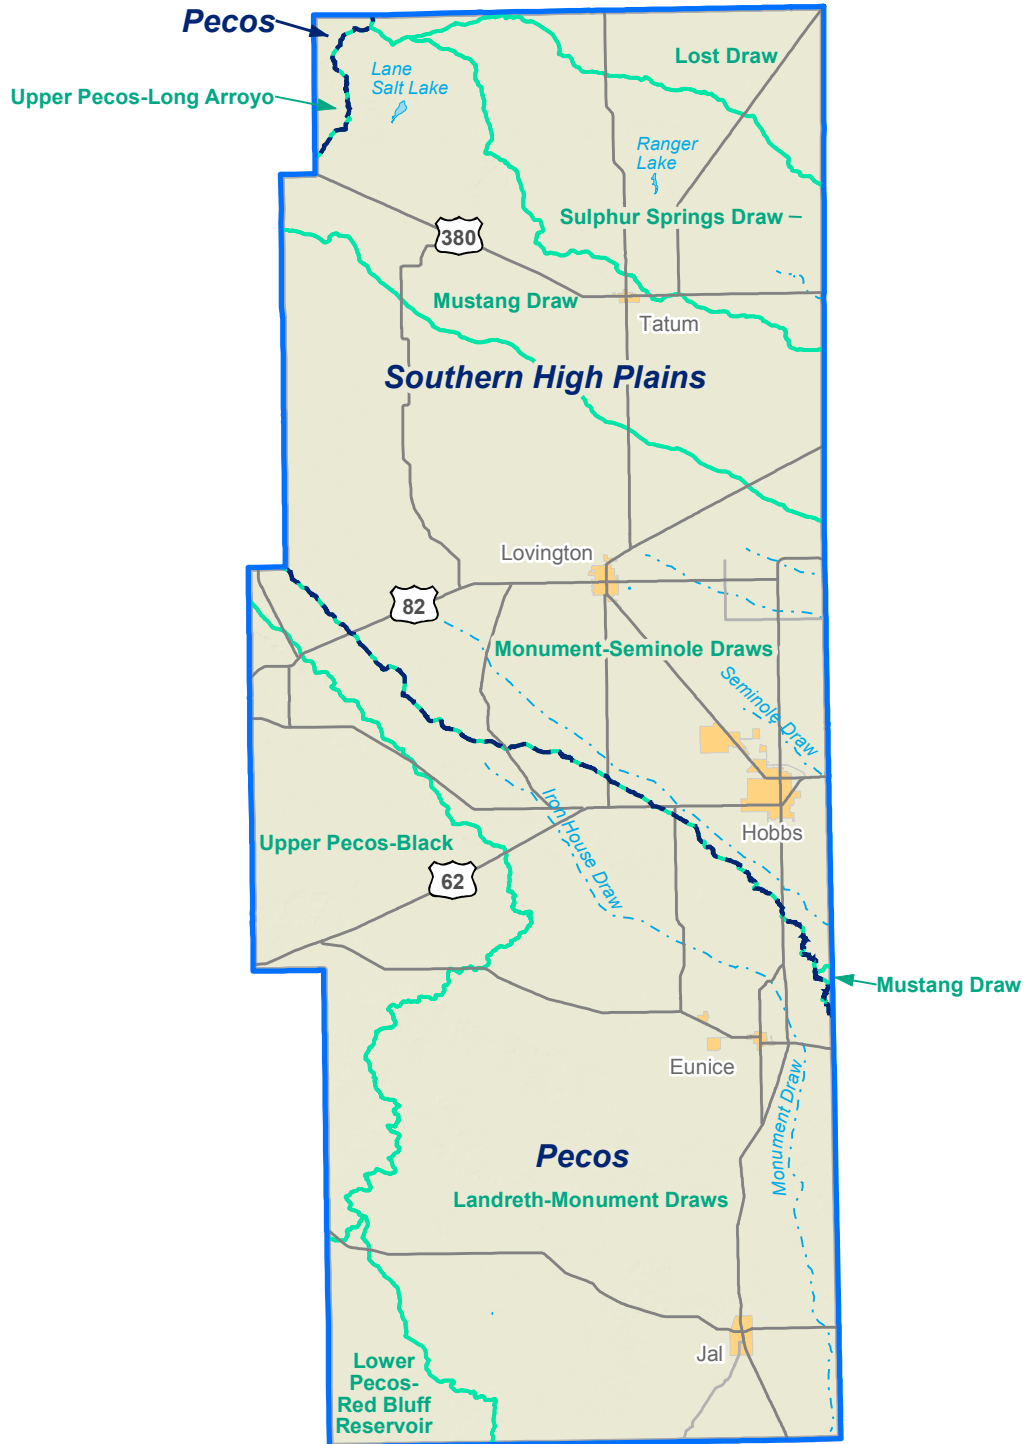 Pecos
Lost Draw
Lane
Salt Lake
Upper Pecos-Long Arroyo
Ranger
Lake
Sulphur Springs Draw
380
Mustang Draw
Tatum
Southern High Plains
Lovington
82
Monument-Seminole Draws
Seminole Draw
Iron House Draw
Hobbs
Upper Pecos-Black
62
Mustang Draw
Eunice
Monument Draw
Pecos
Landreth-Monument Draws
Jal
Lower
Pecos-
Red Bluff
Reservoir